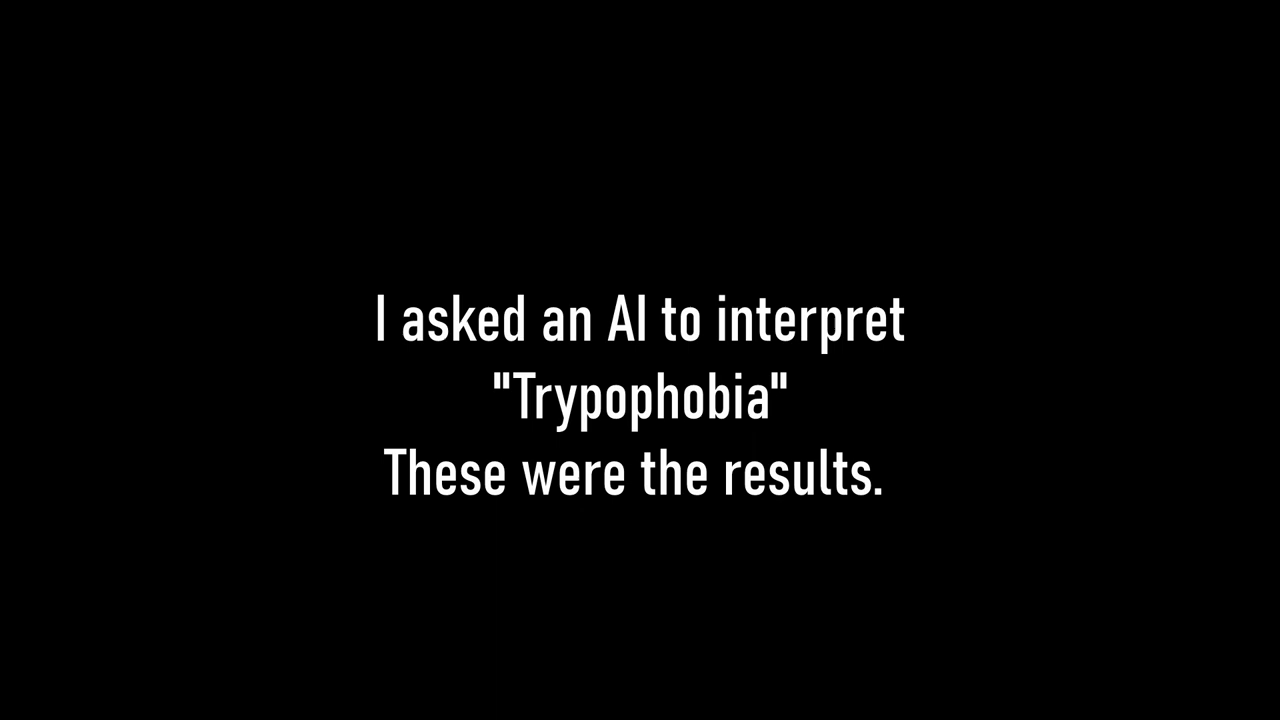 I asked an AI to interpret
"Trypophobia"
These were the results.